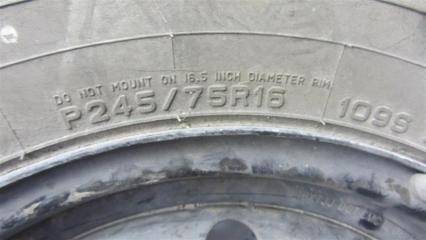 DO NOT MOUNT ON 16.5 INCH DIAMETER RIM
P245/75R16 109S